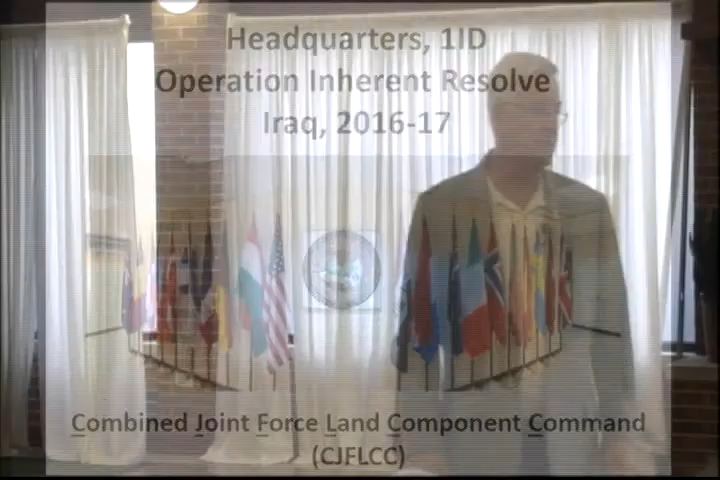 Headquarters, 1ID
Operation Inherent Resolve
Iraq, 2016-17
Combined Joint Force Land Component Command
(CJFLCC)